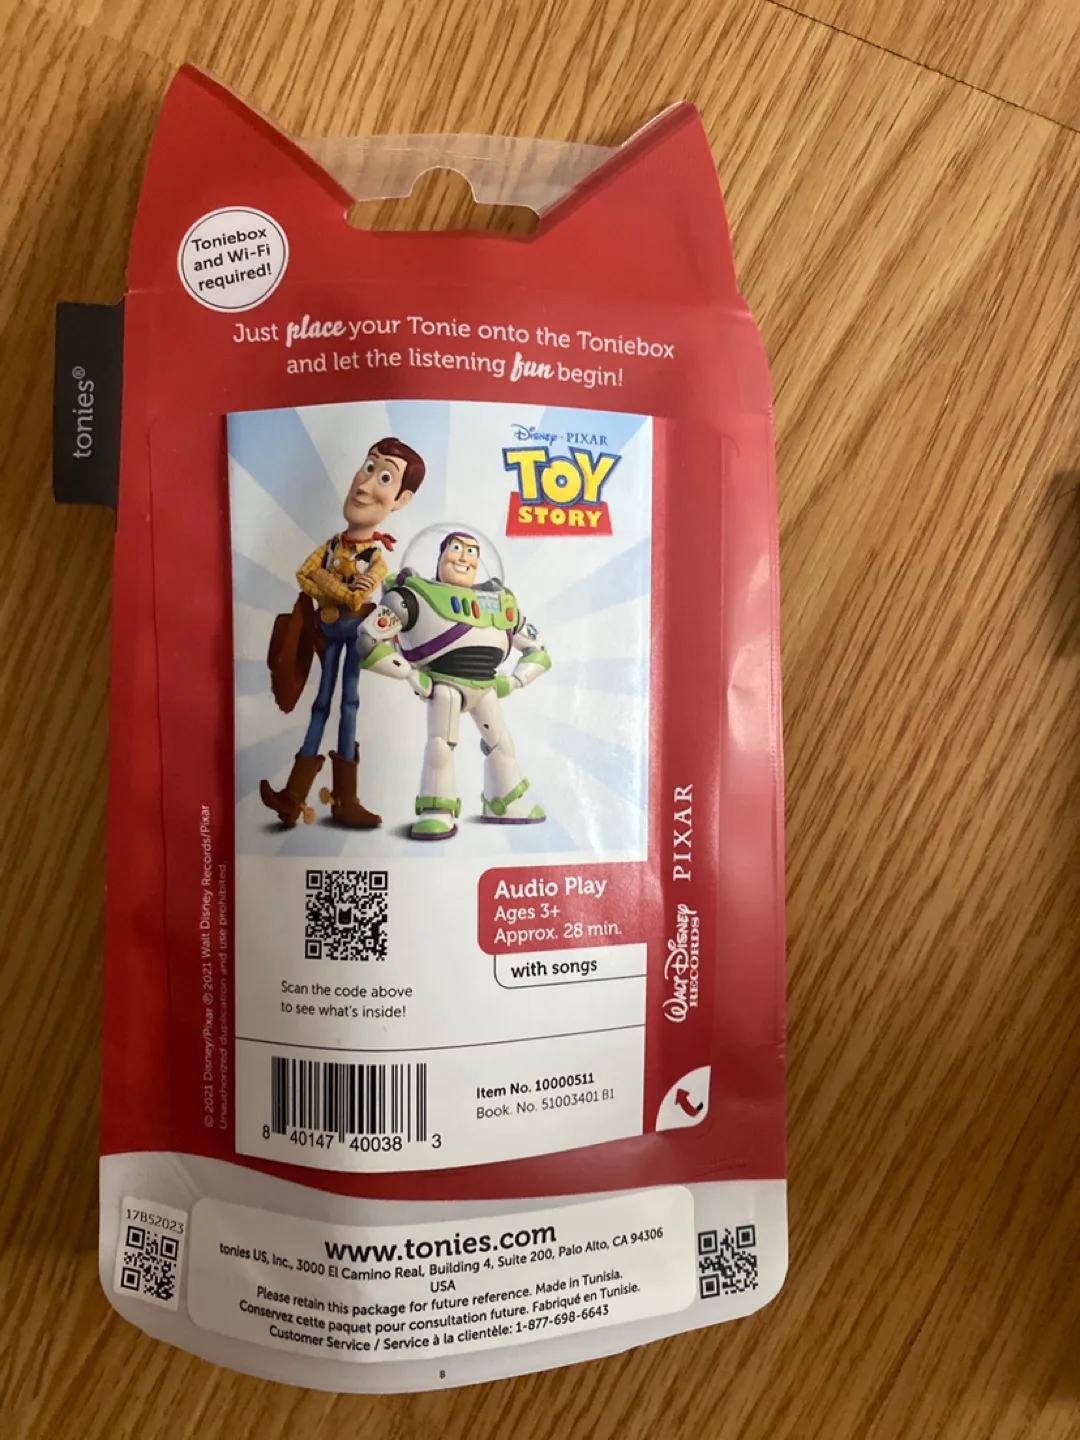 Toniebox
and Wi-Fi
required!
Just place your Tonie onto the Toniebox
and let the listening fun begin!
tonies®
Disney · PIXAR
TOY
STORY
© 2021 Disney/Pixar ℗ 2021 Walt Disney Records/Pixar
Unauthorized duplication and use prohibited.
Audio Play
Ages 3+
Approx. 28 min.
with songs
Scan the code above
to see what's inside!
WALT DISNEY
RECORDS
PIXAR
8 40147 40038 3
Item No. 10000511
Book. No. 51003401 B1
17B52023
www.tonies.com
tonies US, Inc., 3000 El Camino Real, Building 4, Suite 200, Palo Alto, CA 94306
USA
Please retain this package for future reference. Made in Tunisia.
Conservez cette paquet pour consultation future. Fabriqué en Tunisie.
Customer Service / Service à la clientèle: 1-877-698-6643
B